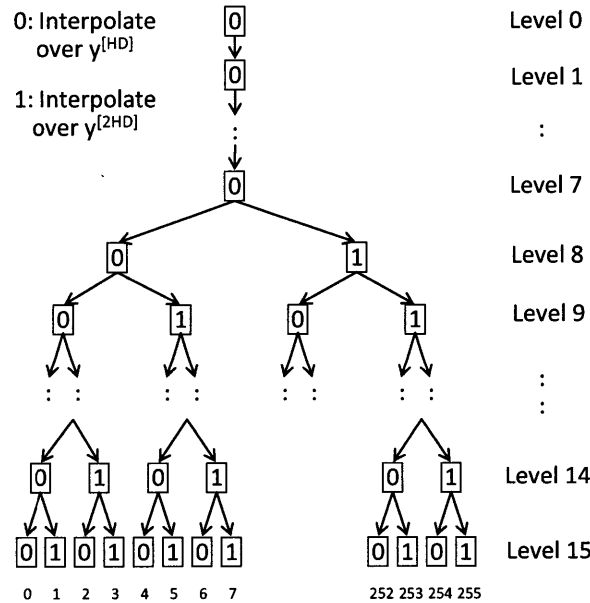 0: Interpolate over y[HD]
1: Interpolate over y[2HD]
0 Level 0
0 Level 1
: :
0 Level 7
0 1 Level 8
0 1 0 1 Level 9
: : : : : : : : :
:
0 1 0 1 0 1 Level 14
0 1 0 1 0 1 0 1 0 1 0 1 Level 15
0 1 2 3 4 5 6 7 252 253 254 255